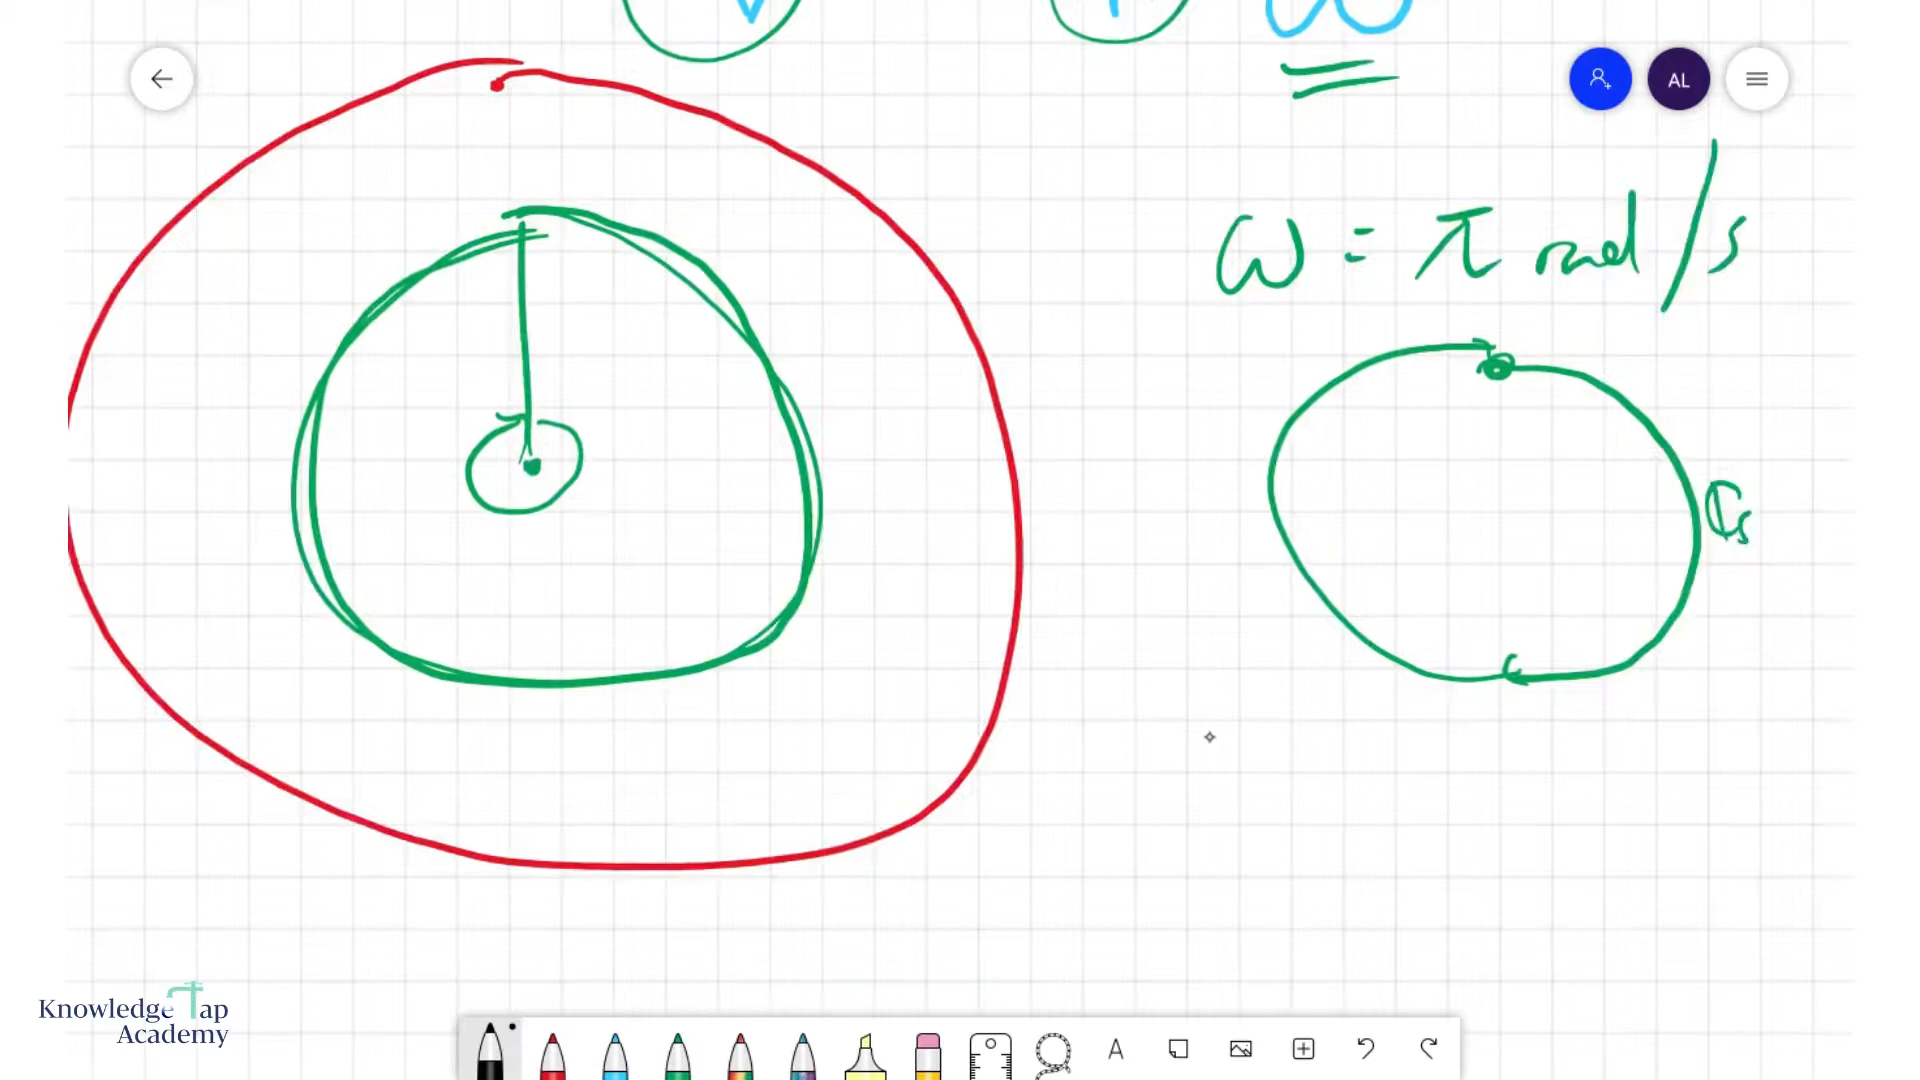 AL
ω = π rad/s
Knowledge Tap
Academy
A